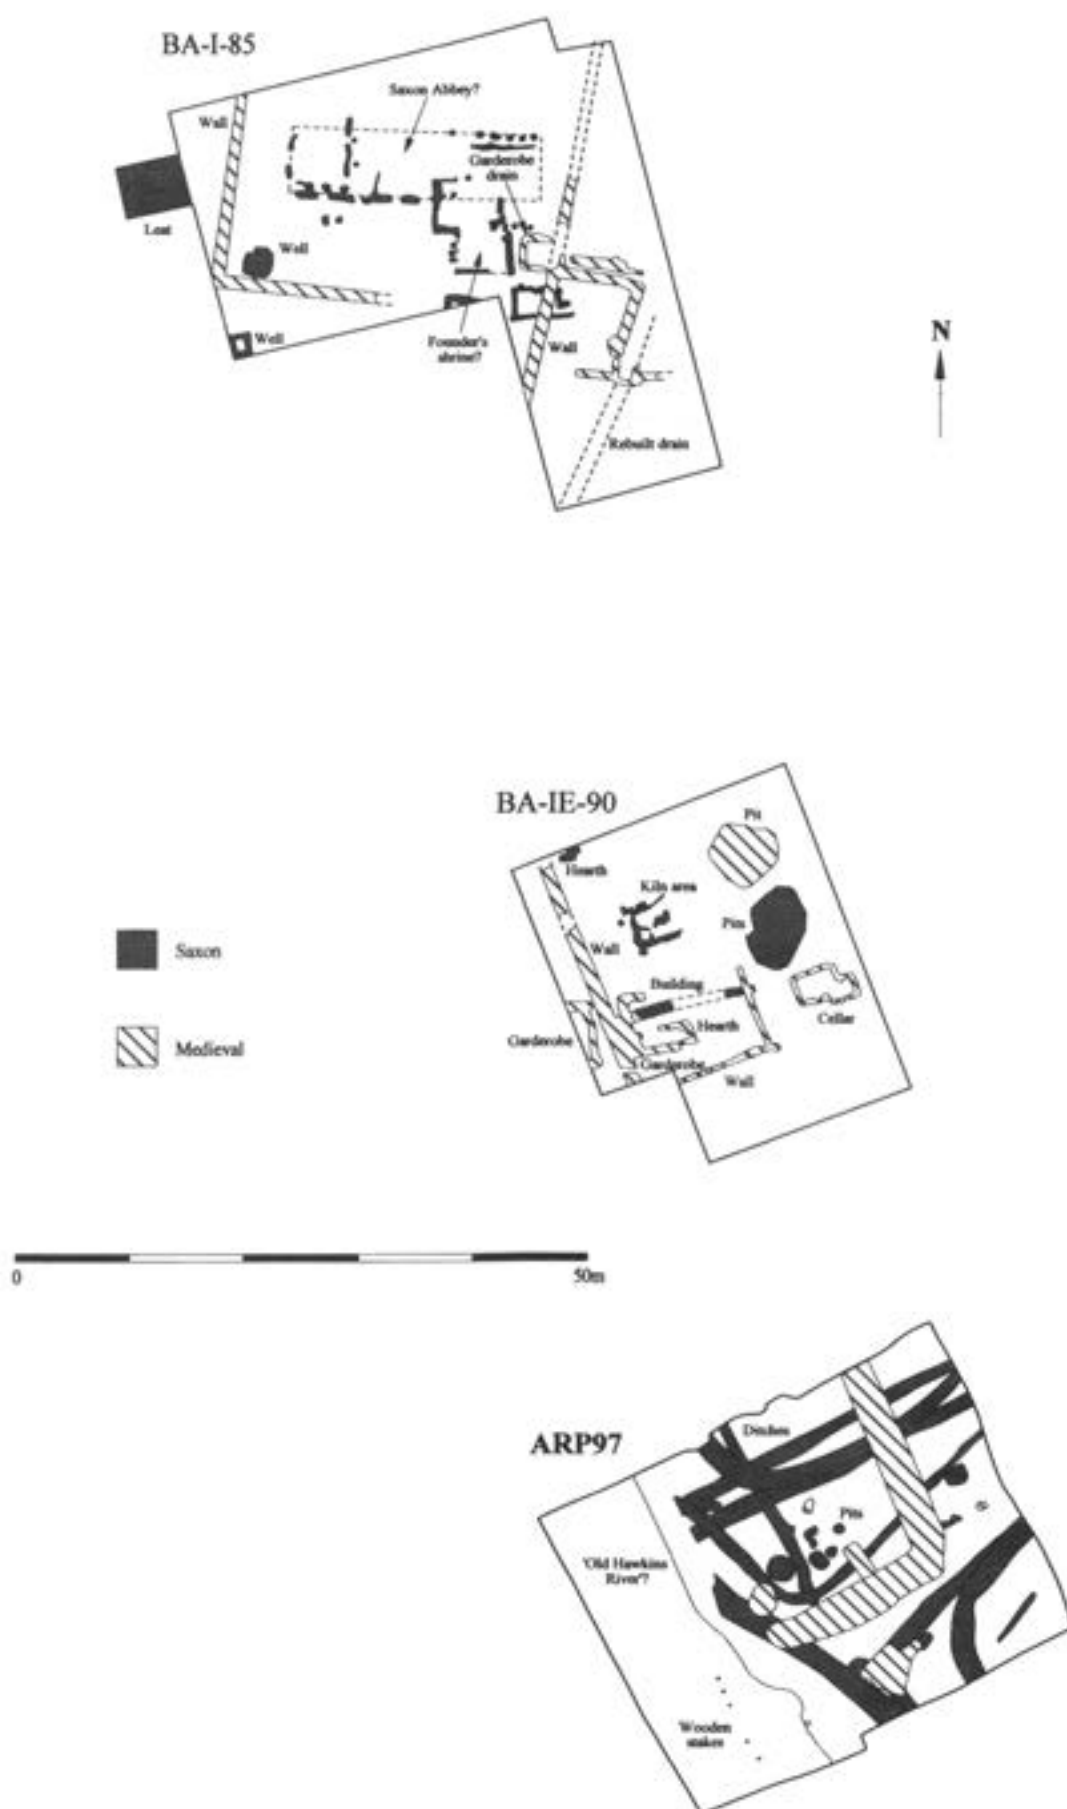 BA-I-85
Saxon Abbey?
Wall
Garderobe
drain
Leat
Well
Well
Founder's
shrine?
Wall
N
Rebuilt drain
BA-IE-90
Pit
Hearth
Kiln area
Pits
Wall
Saxon
Building
Hearth
Cellar
Garderobe
Medieval
Garderobe
Wall
0
50m
ARP97
Ditches
Pits
'Old Hawkins
River'?
Wooden
stakes